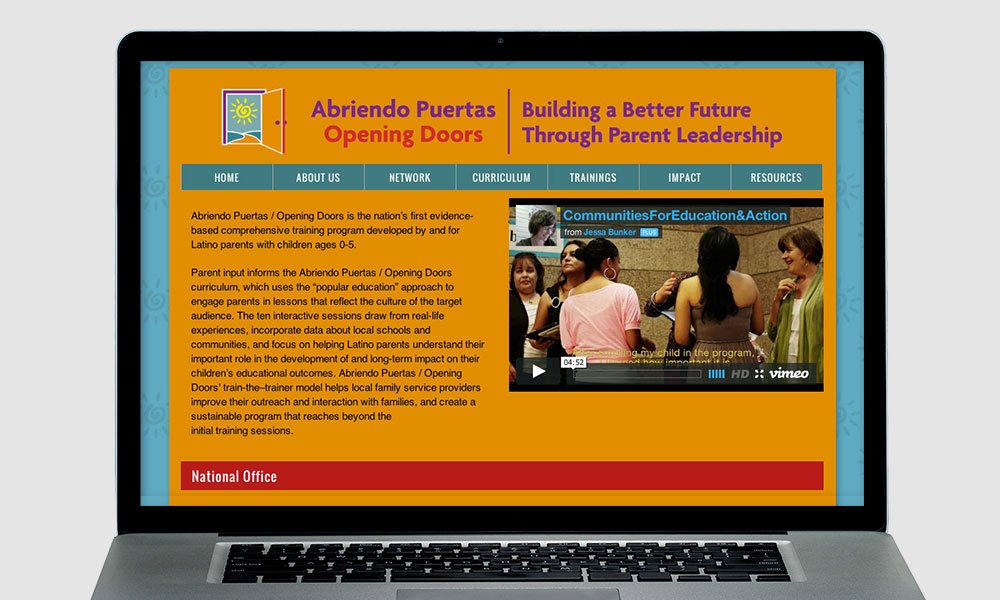 Abriendo Puertas
Opening Doors
Building a Better Future
Through Parent Leadership
HOME
ABOUT US
NETWORK
CURRICULUM
TRAININGS
IMPACT
RESOURCES
Abriendo Puertas / Opening Doors is the nation’s first evidence-
based comprehensive training program developed by and for
Latino parents with children ages 0-5.
Parent input informs the Abriendo Puertas / Opening Doors
curriculum, which uses the “popular education” approach to
engage parents in lessons that reflect the culture of the target
audience. The ten interactive sessions draw from real-life
experiences, incorporate data about local schools and
communities, and focus on helping Latino parents understand their
important role in the development of and long-term impact on their
children’s educational outcomes. Abriendo Puertas / Opening
Doors’ train-the–trainer model helps local family service providers
improve their outreach and interaction with families, and create a
sustainable program that reaches beyond the
initial training sessions.
CommunitiesForEducation&Action
from Jessa Bunker PLUS
my child in the program,
how important it is
04:52
HD vimeo
National Office